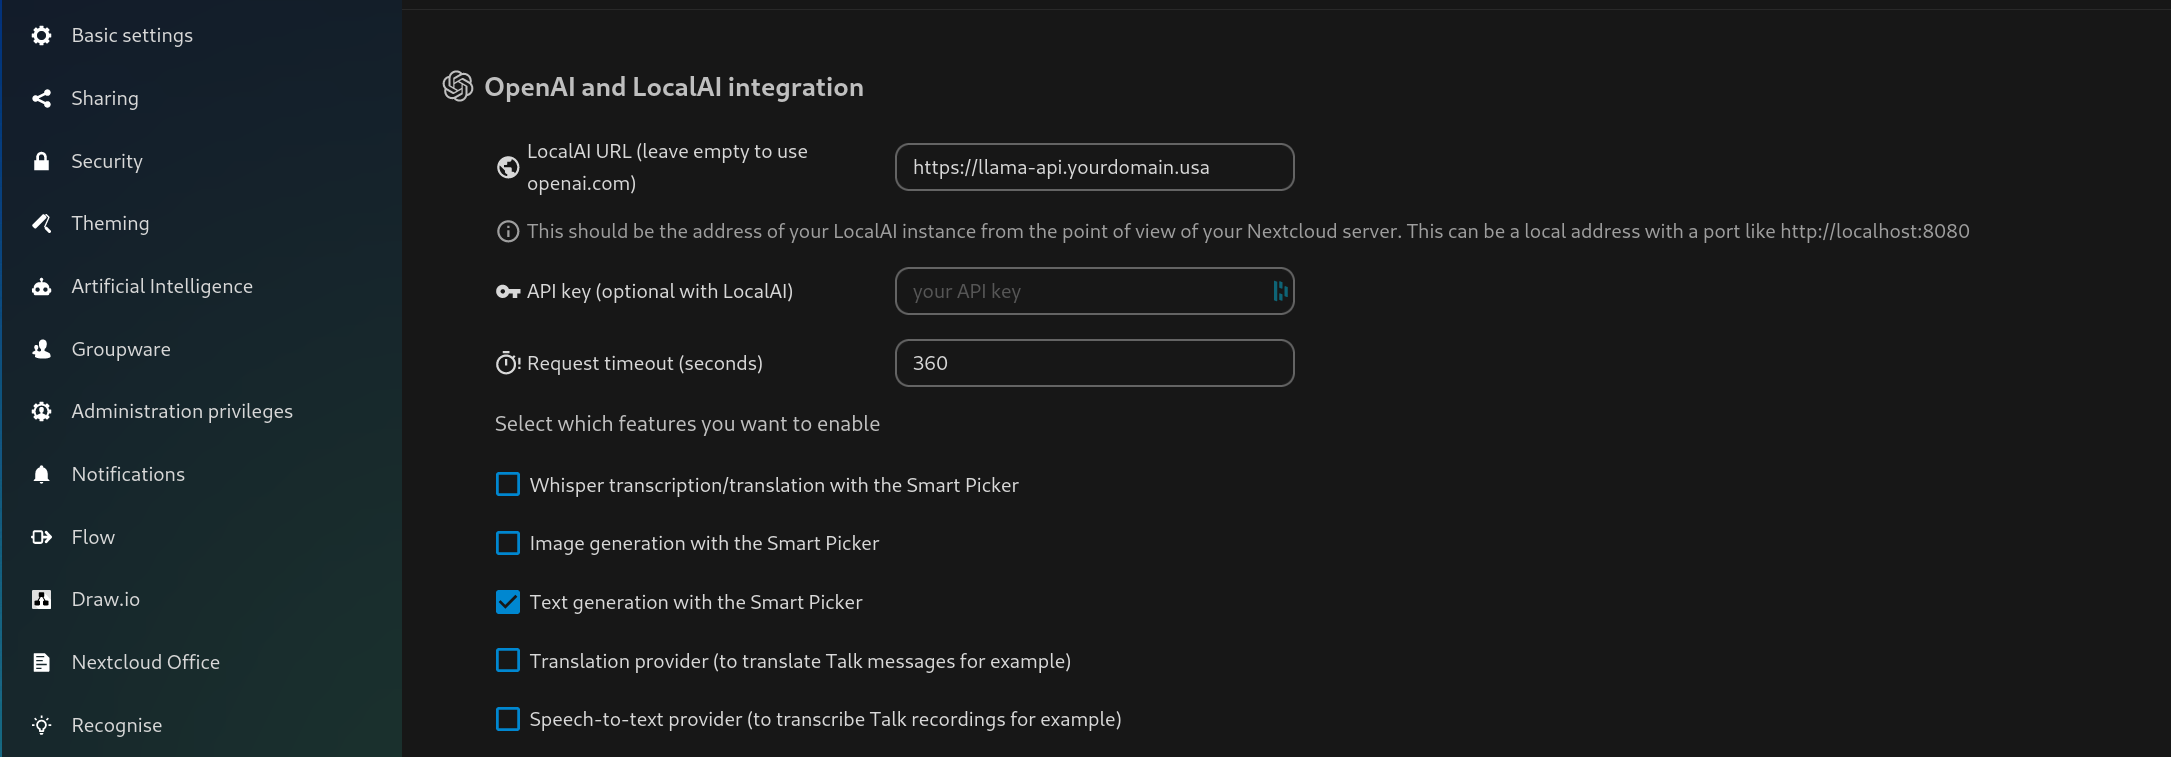 Basic settings
Sharing
Security
Theming
Artificial Intelligence
Groupware
Administration privileges
Notifications
Flow
Draw.io
Nextcloud Office
Recognise
OpenAI and LocalAI integration
LocalAI URL (leave empty to use
openai.com)
https://llama-api.yourdomain.usa
This should be the address of your LocalAI instance from the point of view of your Nextcloud server. This can be a local address with a port like http://localhost:8080
API key (optional with LocalAI)
your API key
Request timeout (seconds)
360
Select which features you want to enable
Whisper transcription/translation with the Smart Picker
Image generation with the Smart Picker
Text generation with the Smart Picker
Translation provider (to translate Talk messages for example)
Speech-to-text provider (to transcribe Talk recordings for example)